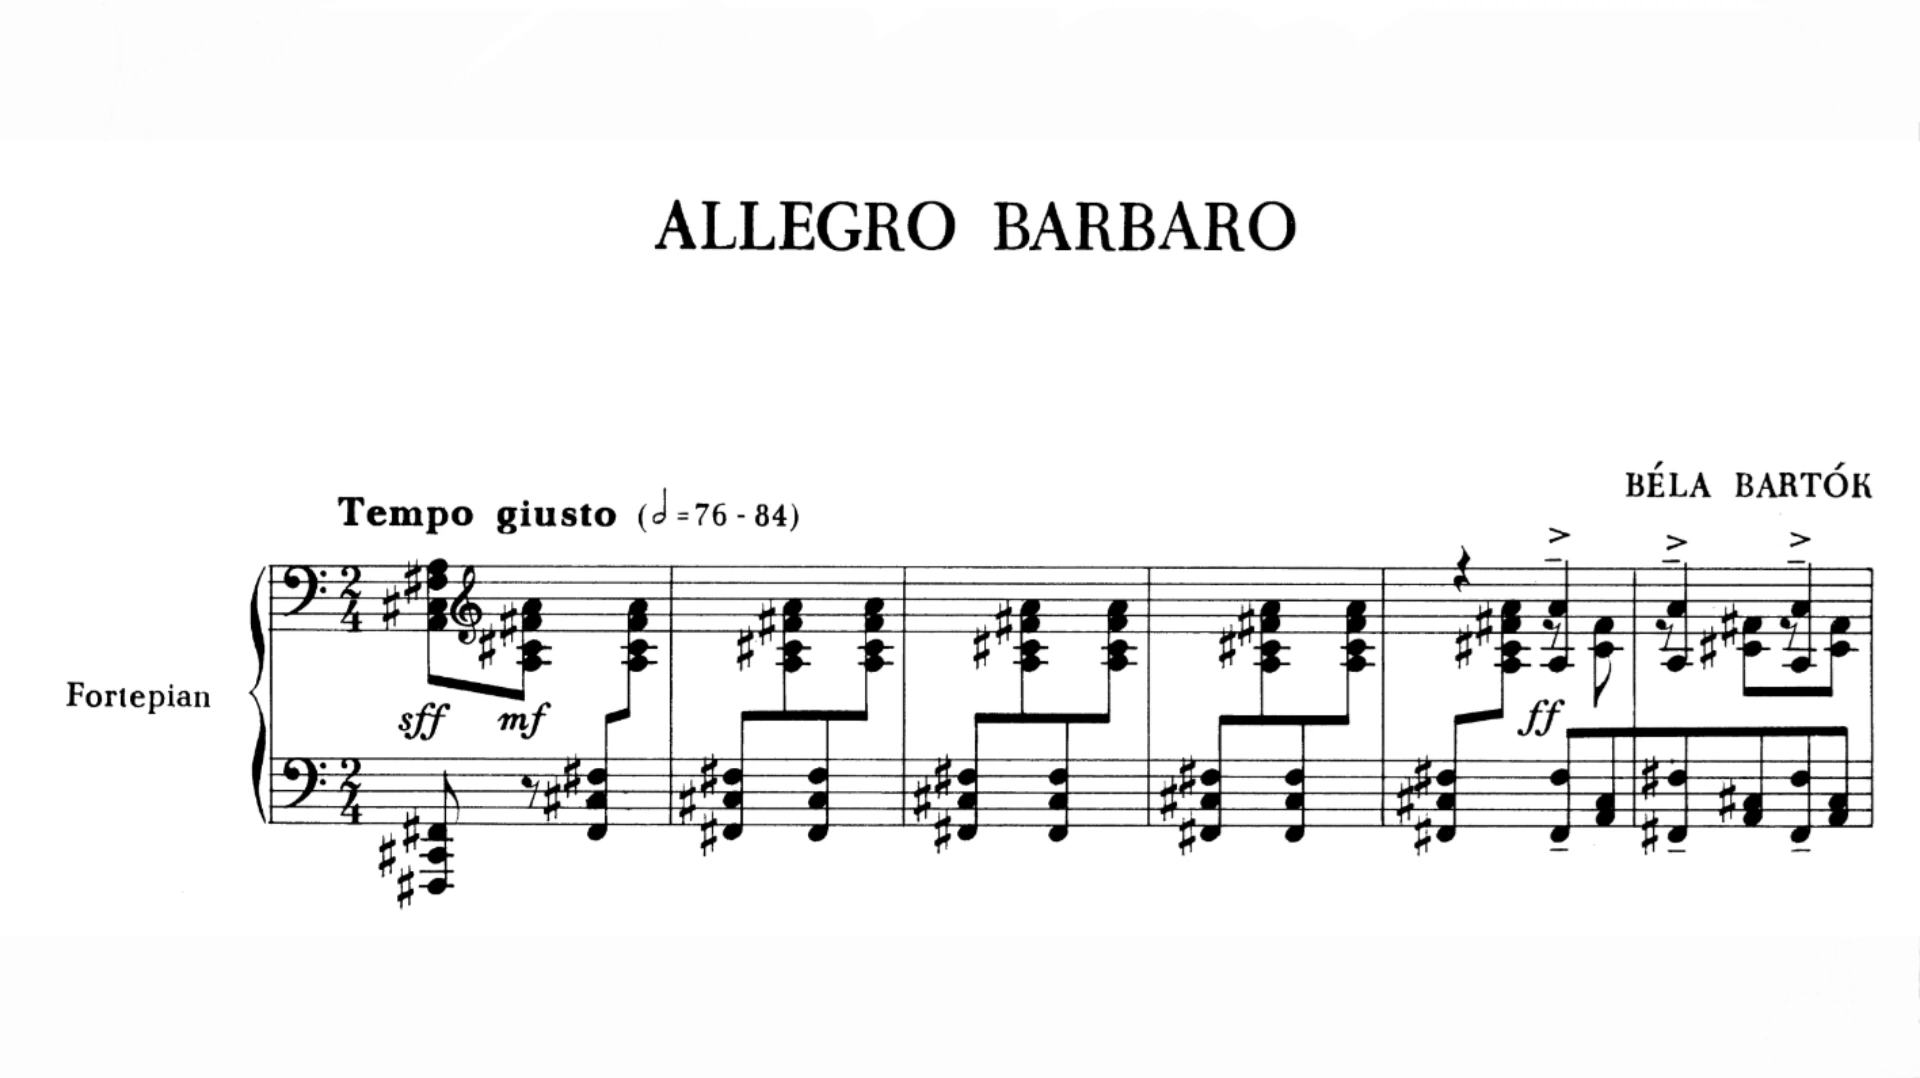 ALLEGRO BARBARO
BÉLA BARTÓK
Tempo giusto (𝅗𝅥 = 76 - 84)
Fortepian
sff mf ff